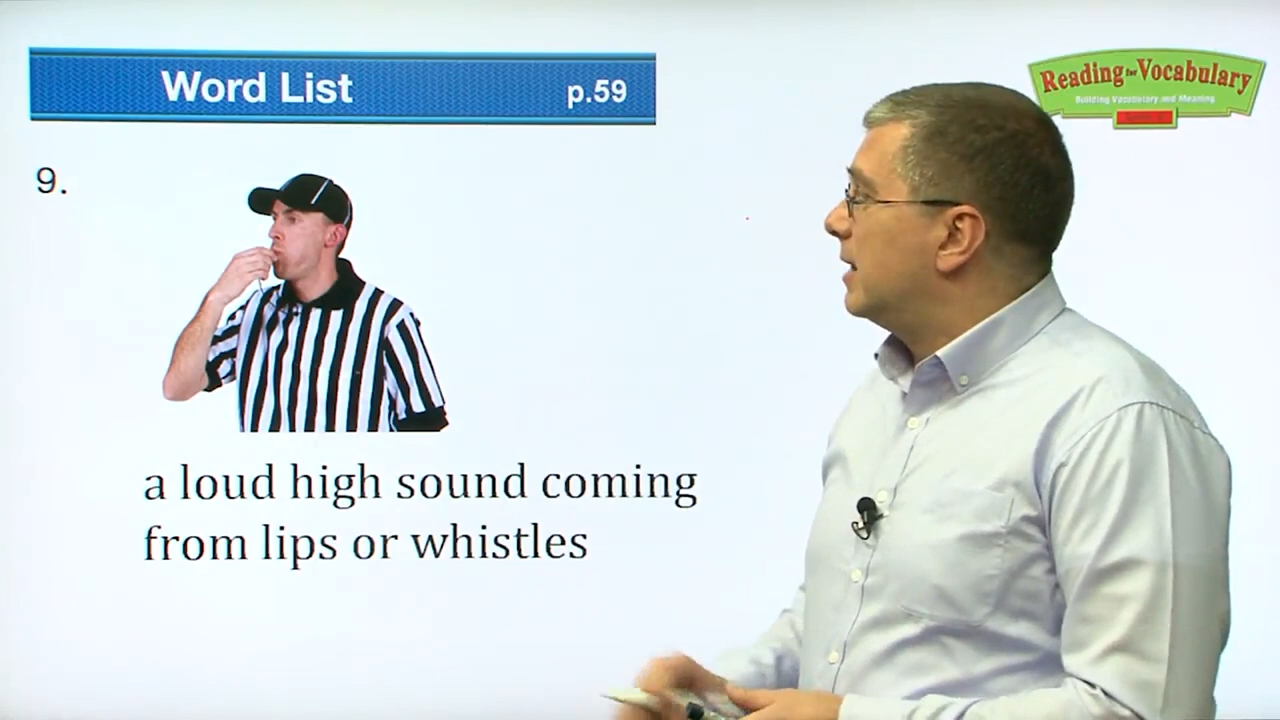 Word List p.59
Reading for Vocabulary
Building Vocabulary and Meaning
9.
a loud high sound coming
from lips or whistles